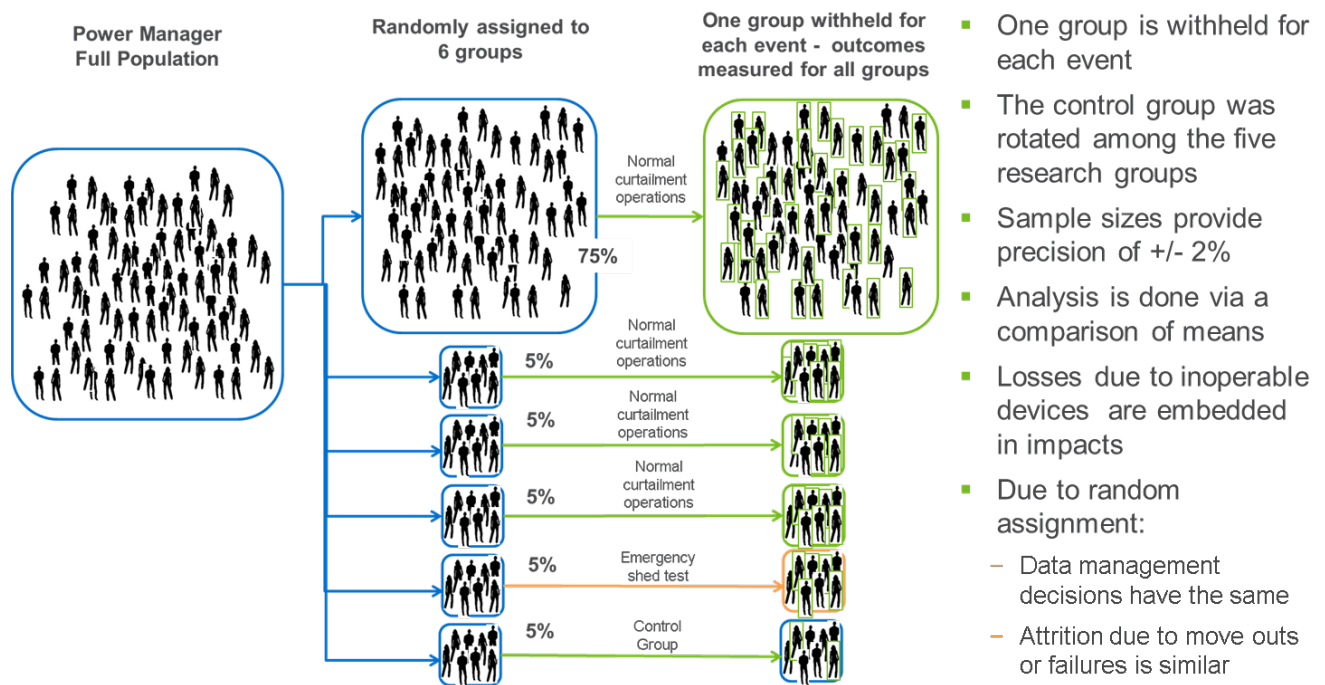 Power Manager
Full Population
Randomly assigned to
6 groups
One group withheld for
each event - outcomes
measured for all groups
75%
Normal
curtailment
operations
5%
Normal
curtailment
operations
5%
Normal
curtailment
operations
5%
Normal
curtailment
operations
5%
Emergency
shed test
5%
Control
Group
▪ One group is withheld for
each event
▪ The control group was
rotated among the five
research groups
▪ Sample sizes provide
precision of +/- 2%
▪ Analysis is done via a
comparison of means
▪ Losses due to inoperable
devices are embedded
in impacts
▪ Due to random
assignment:
– Data management
decisions have the same
– Attrition due to move outs
or failures is similar